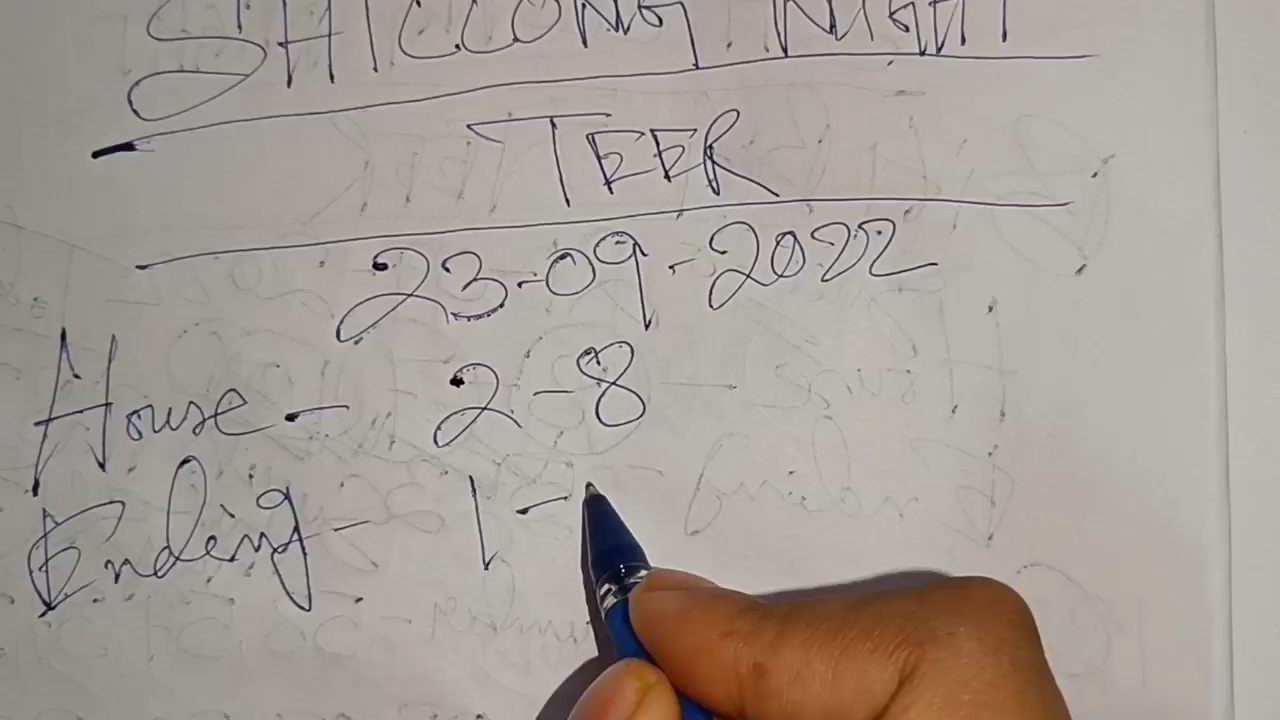 SHILLONG NIGHT
TEER
23-09-2022
House - 2-8
Ending - 1-